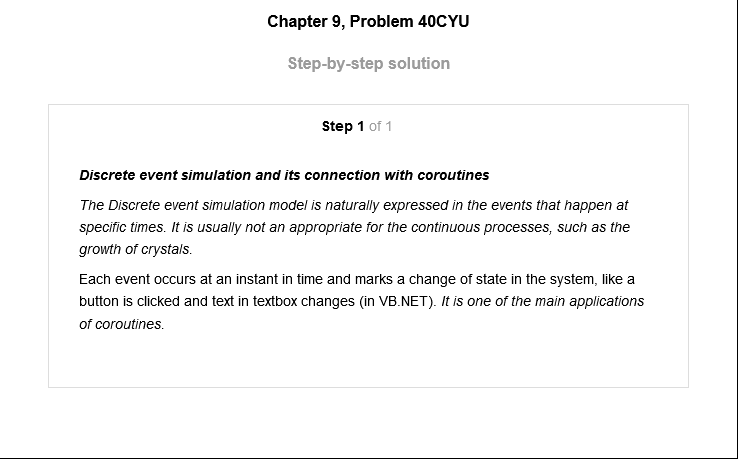 Chapter 9, Problem 40CYU
Step-by-step solution
Step 1 of 1
Discrete event simulation and its connection with coroutines
The Discrete event simulation model is naturally expressed in the events that happen at
specific times. It is usually not an appropriate for the continuous processes, such as the
growth of crystals.
Each event occurs at an instant in time and marks a change of state in the system, like a
button is clicked and text in textbox changes (in VB.NET). It is one of the main applications
of coroutines.